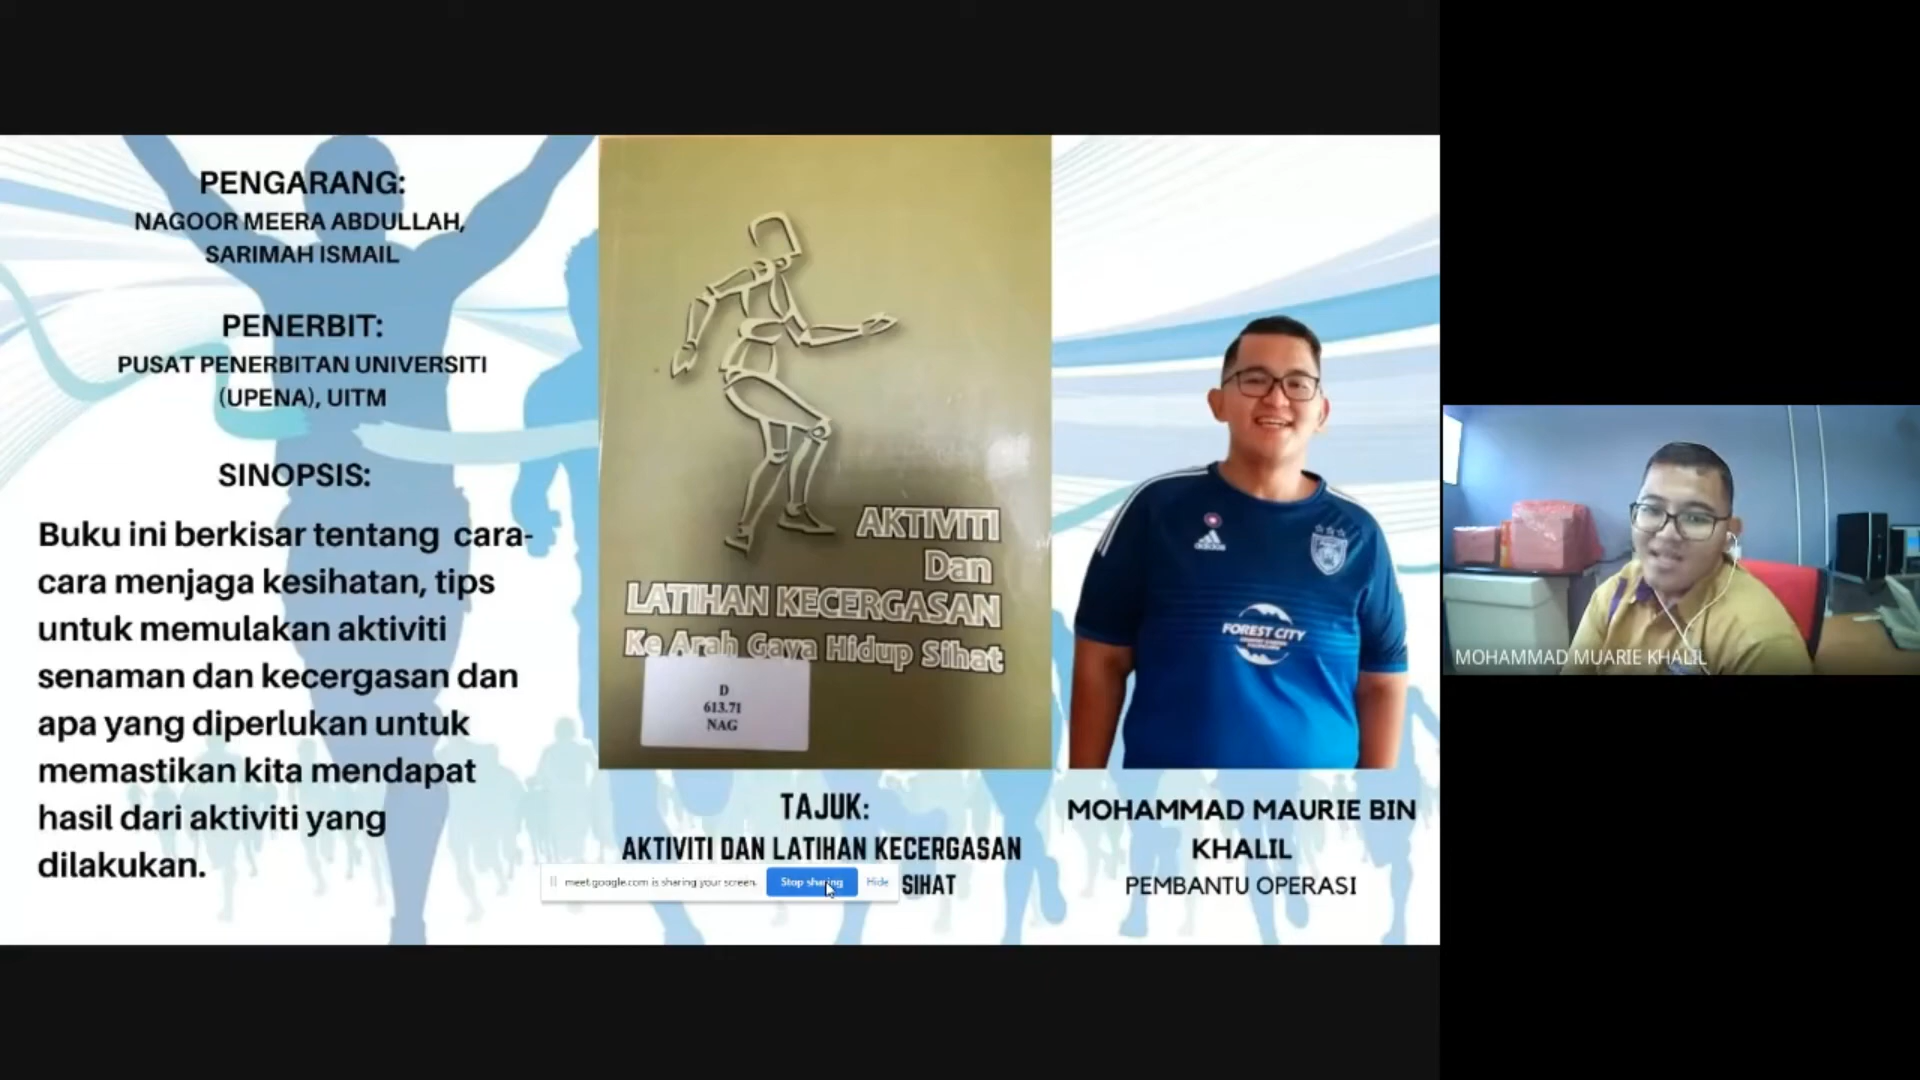 PENGARANG:
NAGOOR MEERA ABDULLAH,
SARIMAH ISMAIL
PENERBIT:
PUSAT PENERBITAN UNIVERSITI
(UPENA), UITM
SINOPSIS:
Buku ini berkisar tentang cara-
cara menjaga kesihatan, tips
untuk memulakan aktiviti
senaman dan kecergasan dan
apa yang diperlukan untuk
memastikan kita mendapat
hasil dari aktiviti yang
dilakukan.
AKTIVITI
Dan
LATIHAN KECERGASAN
Ke Arah Gaya Hidup Sihat
D
613.71
NAG
TAJUK:
AKTIVITI DAN LATIHAN KECERGASAN
SIHAT
meet.google.com is sharing your screen.
Stop sharing
Hide
adidas
FOREST CITY
MOHAMMAD MAURIE BIN
KHALIL
PEMBANTU OPERASI
MOHAMMAD MUARIE KHALIL